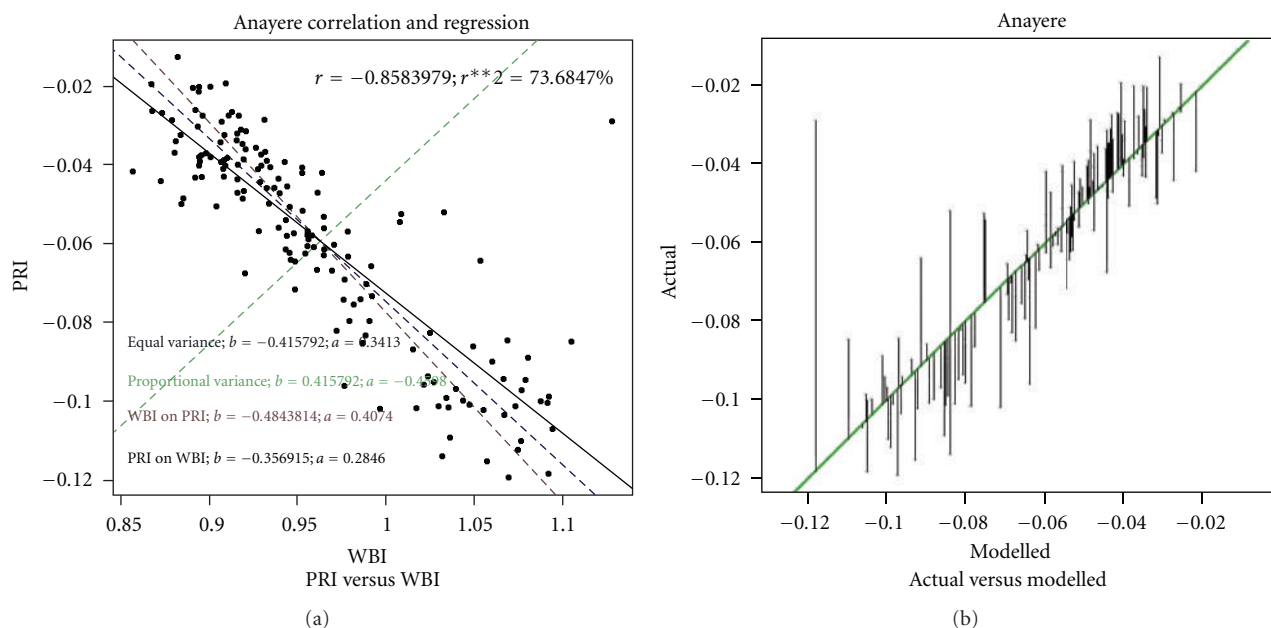 Anayere correlation and regression
r = −0.8583979; r**2 = 73.6847%
−0.02
−0.04
−0.06
−0.08
−0.1
−0.12
PRI
Equal variance; b = −0.415792; a = 0.3413
Proportional variance; b = 0.415792; a =
WBI on PRI; b = −0.4843814; a = 0.4074
PRI on WBI; b = −0.356915; a = 0.2846
0.85 0.9 0.95 1 1.05 1.1
WBI
PRI versus WBI
(a)
Anayere
−0.02
−0.04
−0.06
−0.08
−0.1
−0.12
Actual
−0.12 −0.1 −0.08 −0.06 −0.04 −0.02
Modelled
Actual versus modelled
(b)